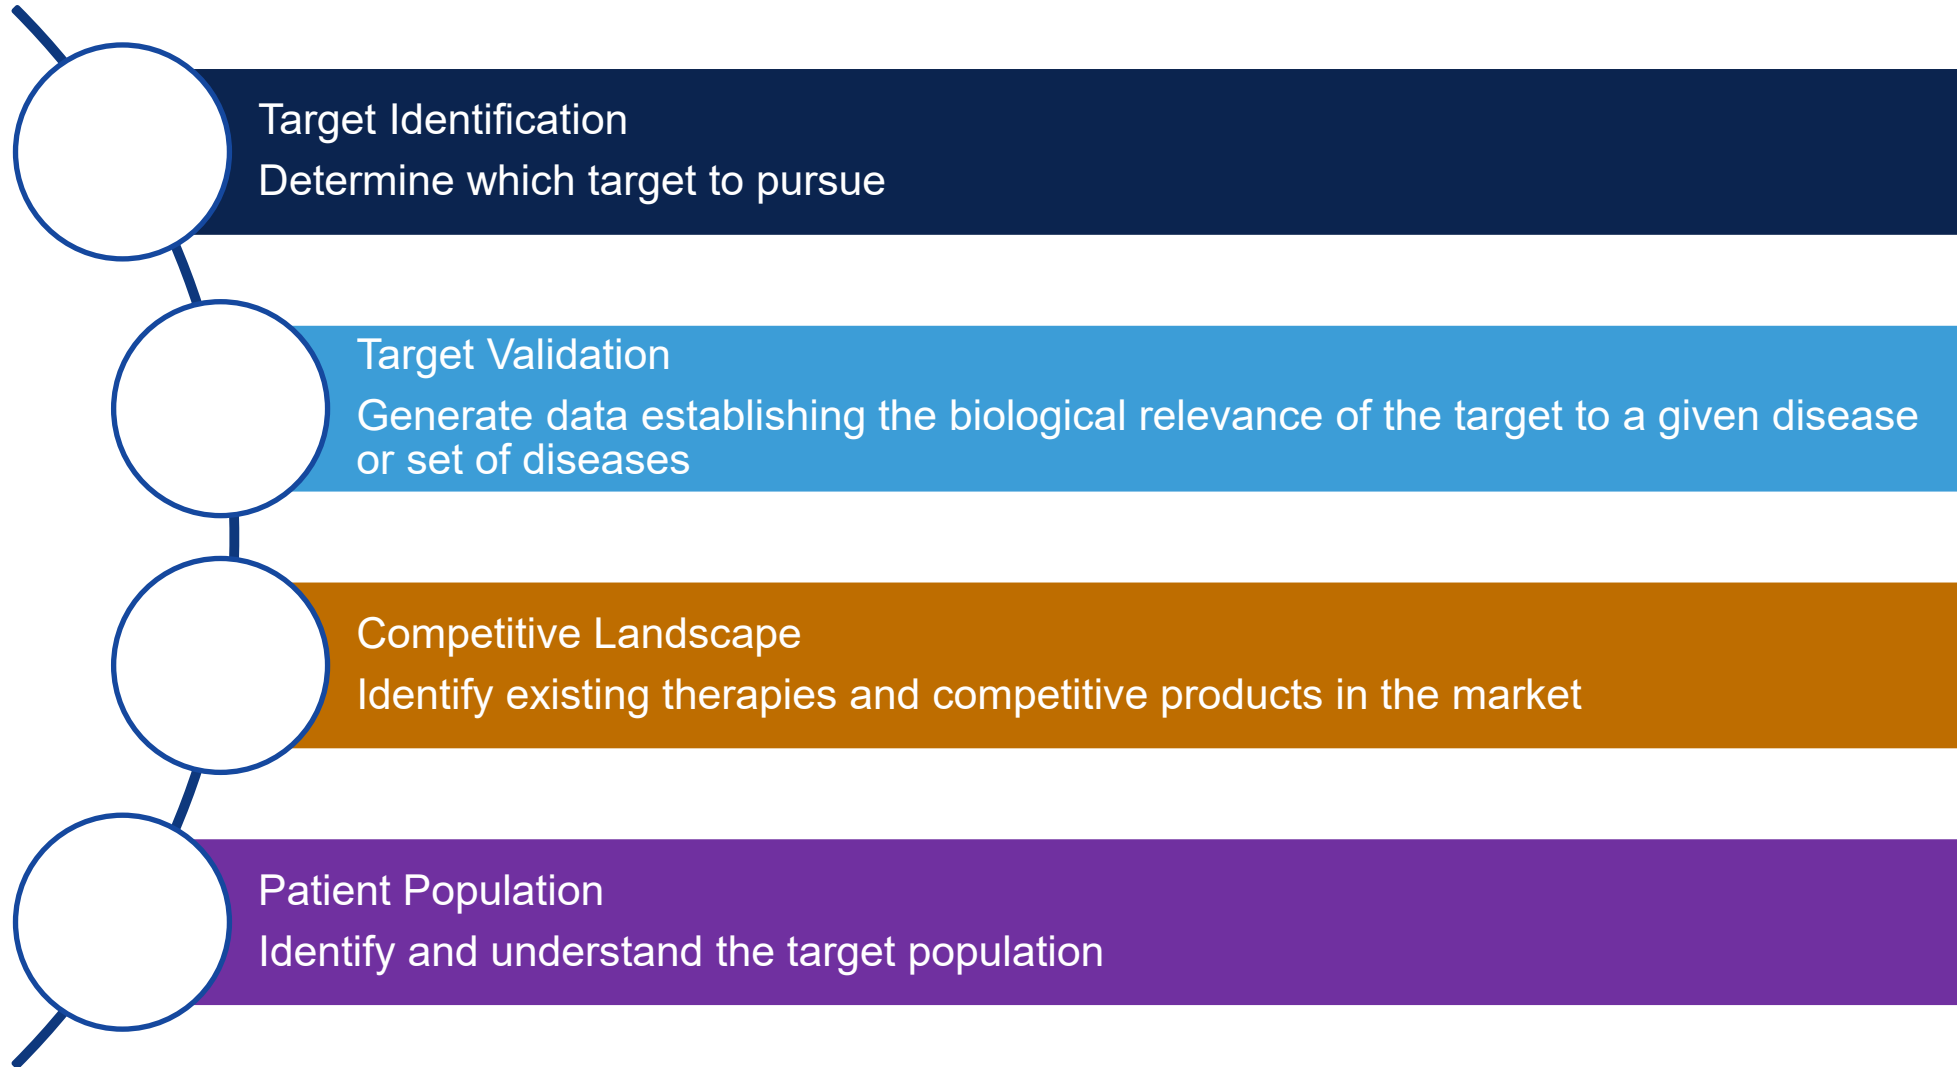 Target Identification
Determine which target to pursue
Target Validation
Generate data establishing the biological relevance of the target to a given disease
or set of diseases
Competitive Landscape
Identify existing therapies and competitive products in the market
Patient Population
Identify and understand the target population